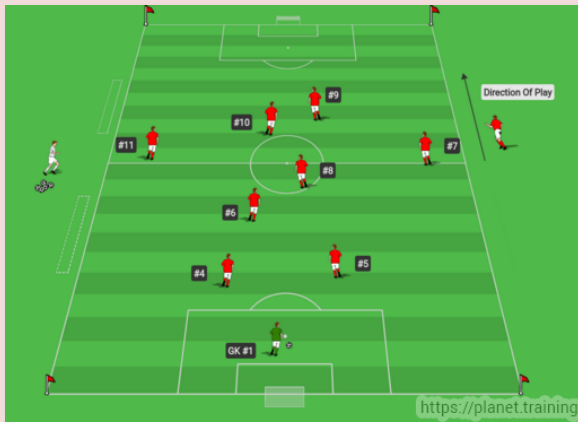 #9
Direction Of Play
#10
#11
#7
#8
#6
#4
#5
GK #1
https://planet.training